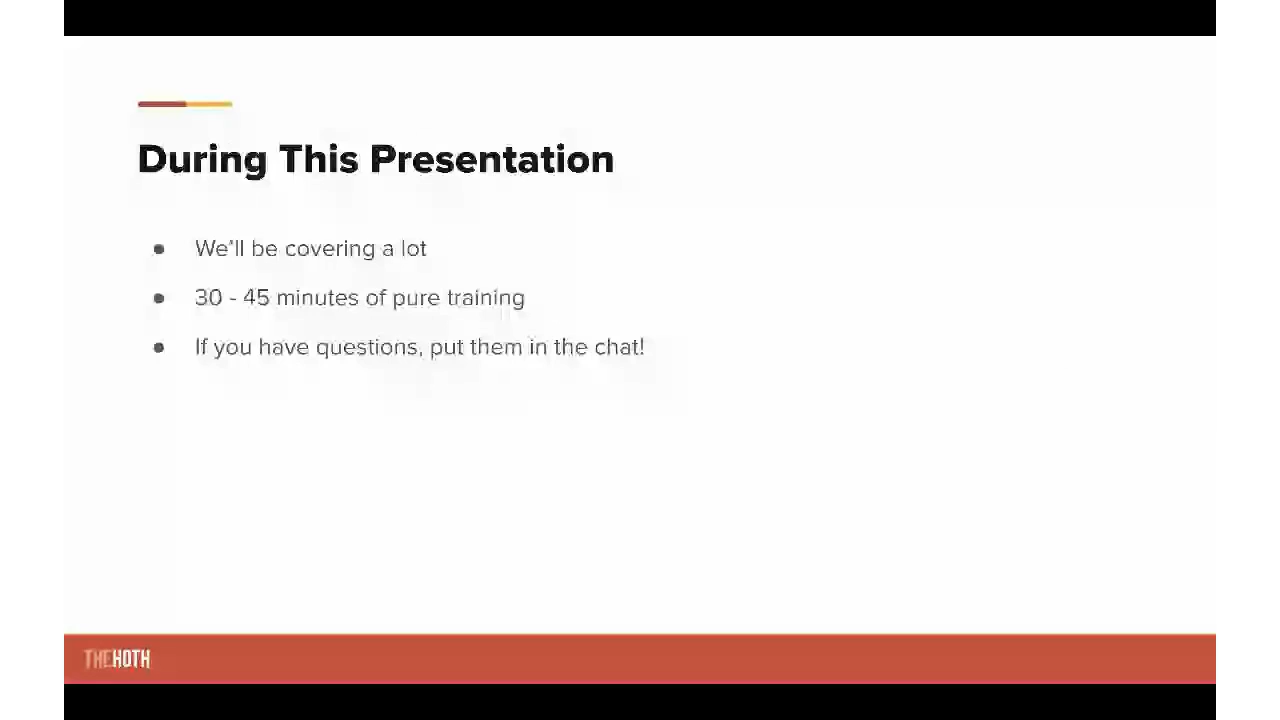 During This Presentation
● We'll be covering a lot
● 30 - 45 minutes of pure training
● If you have questions, put them in the chat!
THEHOTH